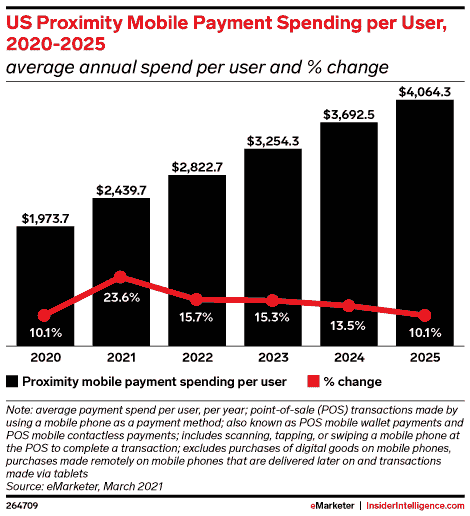 US Proximity Mobile Payment Spending per User,
2020-2025
average annual spend per user and % change
$4,064.3
$3,692.5
$3,254.3
$2,822.7
$2,439.7
$1,973.7
10.1%
23.6%
15.7%
15.3%
13.5%
10.1%
2020 2021 2022 2023 2024 2025
Proximity mobile payment spending per user % change
Note: average payment spend per user, per year; point-of-sale (POS) transactions made by
using a mobile phone as a payment method; also known as POS mobile wallet payments and
POS mobile contactless payments; includes scanning, tapping, or swiping a mobile phone at
the POS to complete a transaction; excludes purchases of digital goods on mobile phones,
purchases made remotely on mobile phones that are delivered later on and transactions
made via tablets
Source: eMarketer, March 2021
264709 eMarketer | InsiderIntelligence.com